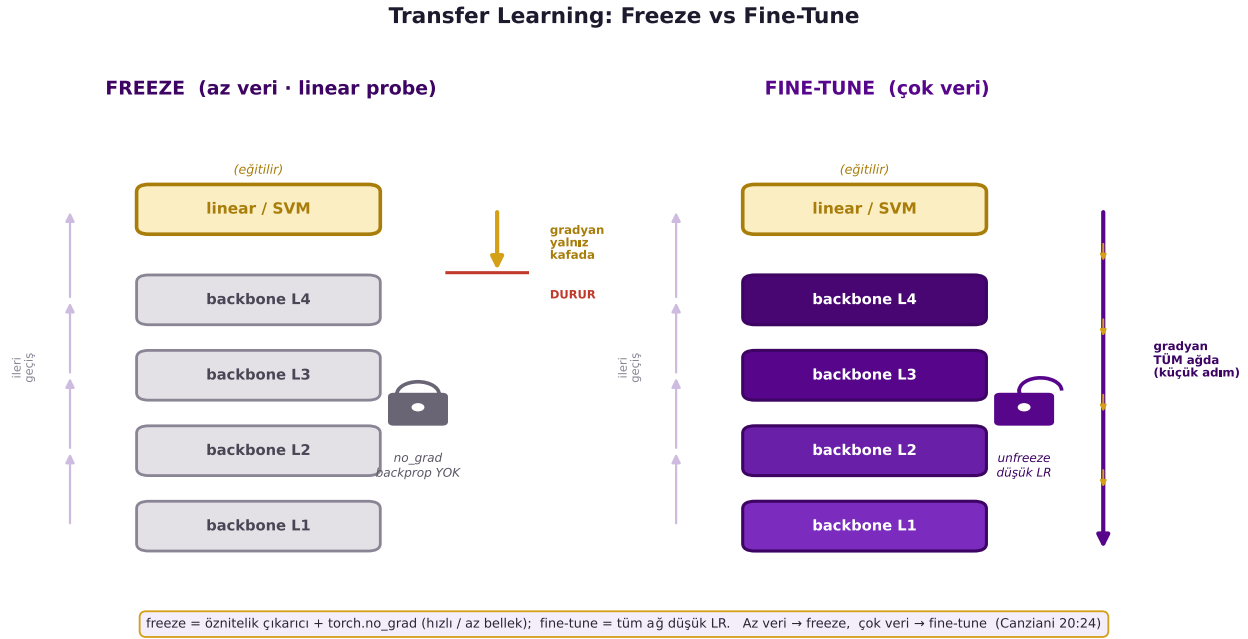 Transfer Learning: Freeze vs Fine-Tune
FREEZE (az veri · linear probe)
(eğitilir)
linear / SVM
backbone L4
backbone L3
backbone L2
backbone L1
ileri
geçiş
gradyan
yalnız
kafada
DURUR
no_grad
backprop YOK
FINE-TUNE (çok veri)
(eğitilir)
linear / SVM
backbone L4
backbone L3
backbone L2
backbone L1
ileri
geçiş
unfreeze
düşük LR
gradyan
TÜM ağda
(küçük adım)
freeze = öznitelik çıkarıcı + torch.no_grad (hızlı / az bellek); fine-tune = tüm ağ düşük LR. Az veri → freeze, çok veri → fine-tune (Canziani 20:24)